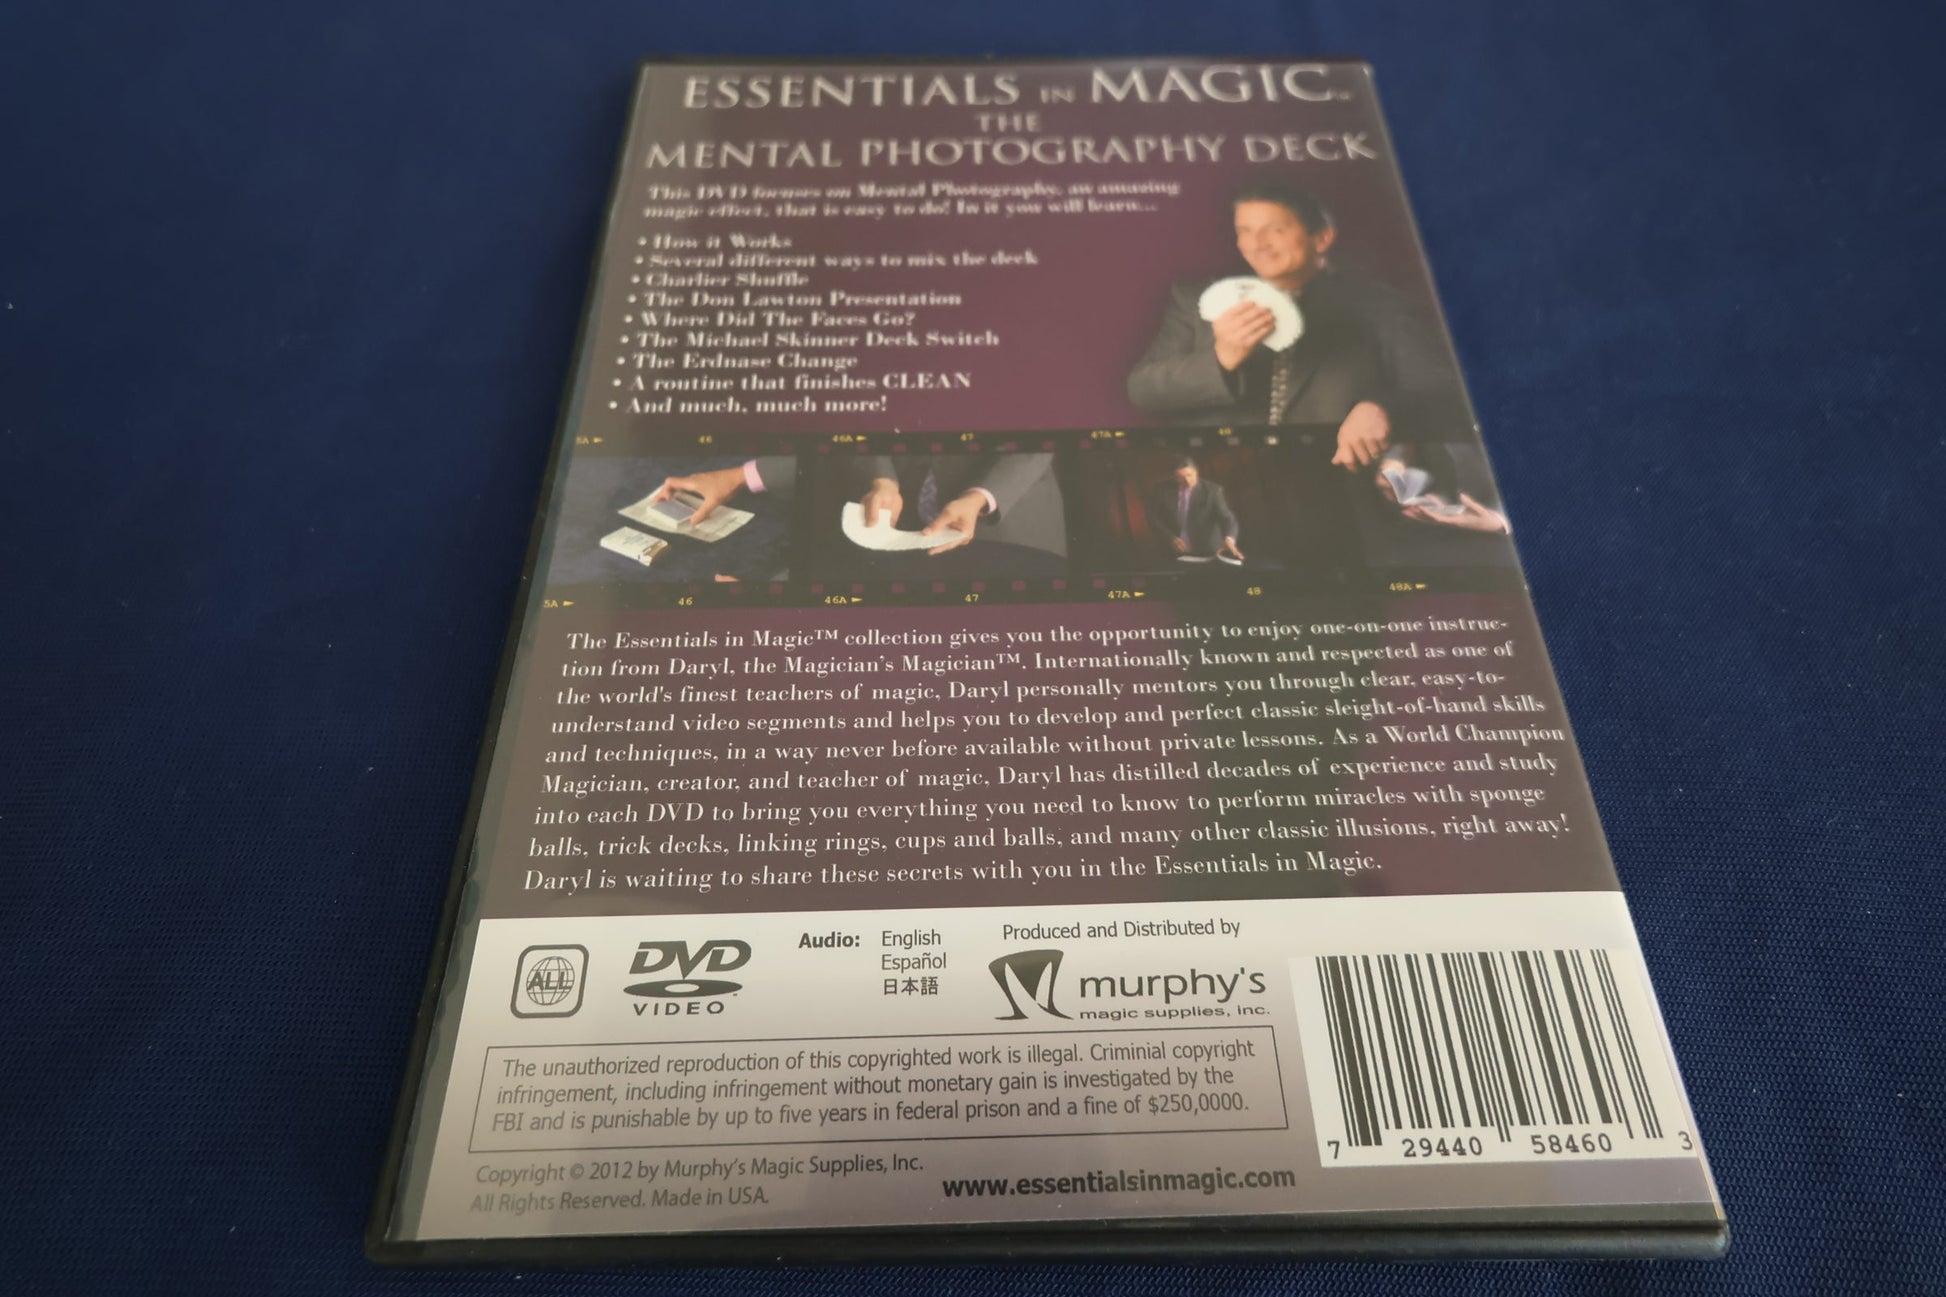 ESSENTIALS IN MAGIC™
THE
MENTAL PHOTOGRAPHY DECK
This DVD focuses on Mental Photography, an amazing
magic effect, that is easy to do! In it you will learn...
• How it Works
• Several different ways to mix the deck
• Charlier Shuffle
• The Don Lawton Presentation
• Where Did The Faces Go?
• The Michael Skinner Deck Switch
• The Erdnase Change
• A routine that finishes CLEAN
• And much, much more!
5A 46 46A 47 47A 48
5A 46 46A 47 47A 48 48A
The Essentials in Magic™ collection gives you the opportunity to enjoy one-on-one instruc-
tion from Daryl, the Magician's Magician™. Internationally known and respected as one of
the world's finest teachers of magic, Daryl personally mentors you through clear, easy-to-
understand video segments and helps you to develop and perfect classic sleight-of-hand skills
and techniques, in a way never before available without private lessons. As a World Champion
Magician, creator, and teacher of magic, Daryl has distilled decades of experience and study
into each DVD to bring you everything you need to know to perform miracles with sponge
balls, trick decks, linking rings, cups and balls, and many other classic illusions, right away!
Daryl is waiting to share these secrets with you in the Essentials in Magic.
ALL
DVD
VIDEO
Audio: English
Español
日本語
Produced and Distributed by
murphy's
magic supplies, inc.
The unauthorized reproduction of this copyrighted work is illegal. Criminial copyright
infringement, including infringement without monetary gain is investigated by the
FBI and is punishable by up to five years in federal prison and a fine of $250,0000.
Copyright © 2012 by Murphy's Magic Supplies, Inc.
All Rights Reserved. Made in USA.
www.essentialsinmagic.com
7 29440 58460 3